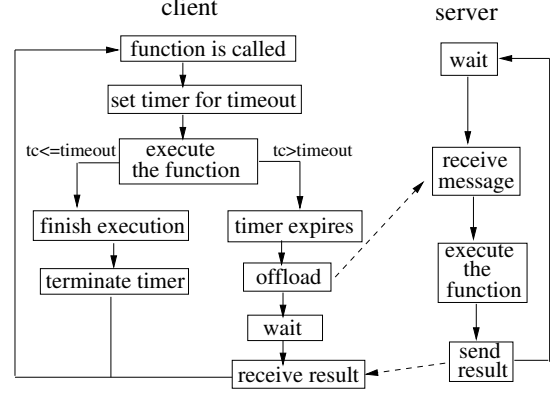 client
server
function is called
wait
set timer for timeout
tc<=timeout
execute
the function
tc>timeout
receive
message
finish execution
timer expires
terminate timer
offload
execute
the
function
wait
send
result
receive result